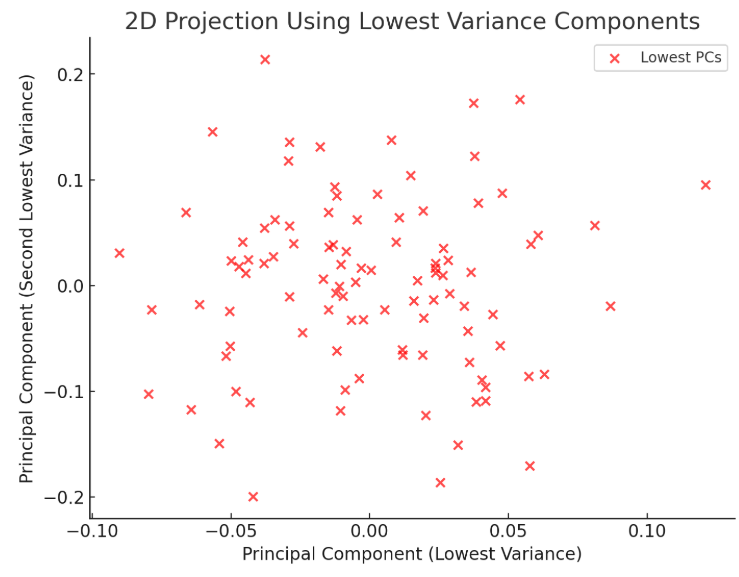 2D Projection Using Lowest Variance Components
Lowest PCs
Principal Component (Second Lowest Variance)
0.2
0.1
0.0
−0.1
−0.2
−0.10
−0.05
0.00
0.05
0.10
Principal Component (Lowest Variance)